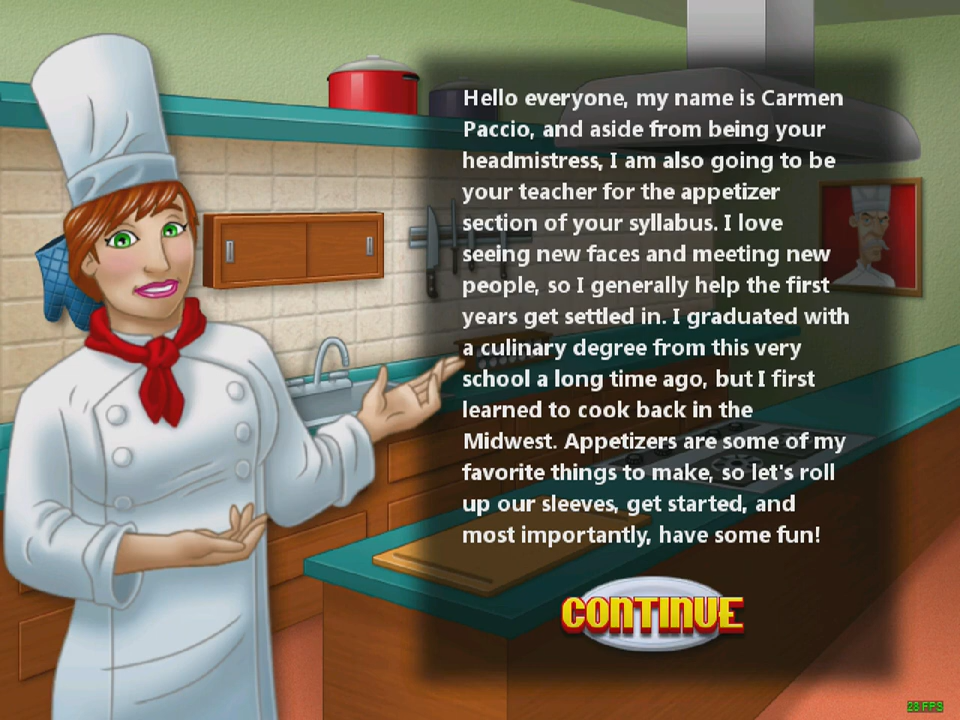 Hello everyone, my name is Carmen
Paccio, and aside from being your
headmistress, I am also going to be
your teacher for the appetizer
section of your syllabus. I love
seeing new faces and meeting new
people, so I generally help the first
years get settled in. I graduated with
a culinary degree from this very
school a long time ago, but I first
learned to cook back in the
Midwest. Appetizers are some of my
favorite things to make, so let's roll
up our sleeves, get started, and
most importantly, have some fun!
CONTINUE
28 FPS